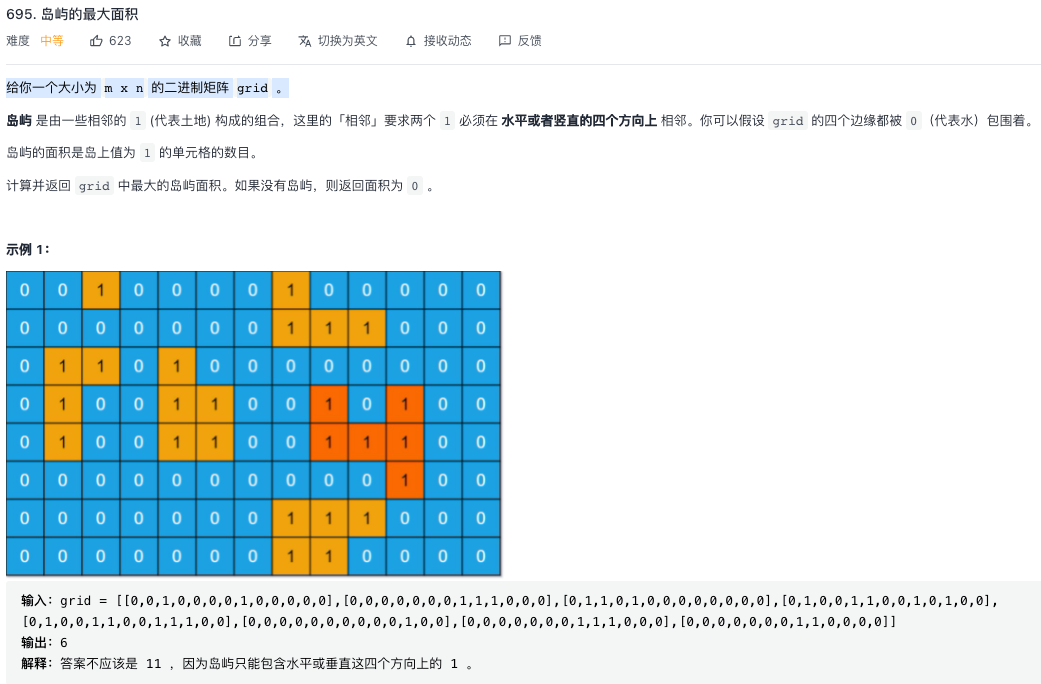 695. 岛屿的最大面积
难度 中等 623 收藏 分享 切换为英文 接收动态 反馈
给你一个大小为 m x n 的二进制矩阵 grid 。
岛屿 是由一些相邻的 1 (代表土地) 构成的组合，这里的「相邻」要求两个 1 必须在 水平或者竖直的四个方向上 相邻。你可以假设 grid 的四个边缘都被 0 （代表水）包围着。
岛屿的面积是岛上值为 1 的单元格的数目。
计算并返回 grid 中最大的岛屿面积。如果没有岛屿，则返回面积为 0 。
示例 1：
0 0 1 0 0 0 0 1 0 0 0 0 0
0 0 0 0 0 0 0 1 1 1 0 0 0
0 1 1 0 1 0 0 0 0 0 0 0 0
0 1 0 0 1 1 0 0 1 0 1 0 0
0 1 0 0 1 1 0 0 1 1 1 0 0
0 0 0 0 0 0 0 0 0 0 1 0 0
0 0 0 0 0 0 0 1 1 1 0 0 0
0 0 0 0 0 0 0 1 1 0 0 0 0
输入：grid = [[0,0,1,0,0,0,0,1,0,0,0,0,0],[0,0,0,0,0,0,0,1,1,1,0,0,0],[0,1,1,0,1,0,0,0,0,0,0,0,0],[0,1,0,0,1,1,0,0,1,0,1,0,0],
[0,1,0,0,1,1,0,0,1,1,1,0,0],[0,0,0,0,0,0,0,0,0,0,1,0,0],[0,0,0,0,0,0,0,1,1,1,0,0,0],[0,0,0,0,0,0,0,1,1,0,0,0,0]]
输出：6
解释：答案不应该是 11 ，因为岛屿只能包含水平或垂直这四个方向上的 1 。